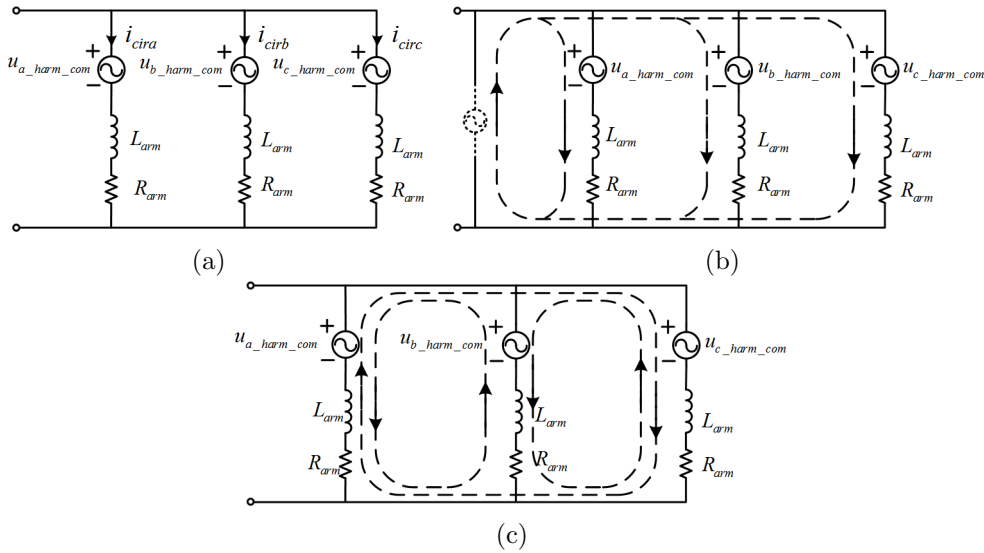 i_cira i_cirb i_circ
+ + +
u_a_harm_com u_b_harm_com u_c_harm_com
− − −
L_arm L_arm L_arm
R_arm R_arm R_arm
(a)
+ + +
u_a_harm_com u_b_harm_com u_c_harm_com
− − −
L_arm L_arm L_arm
R_arm R_arm R_arm
(b)
+ + +
u_a_harm_com u_b_harm_com u_c_harm_com
− − −
L_arm L_arm L_arm
R_arm R_arm R_arm
(c)